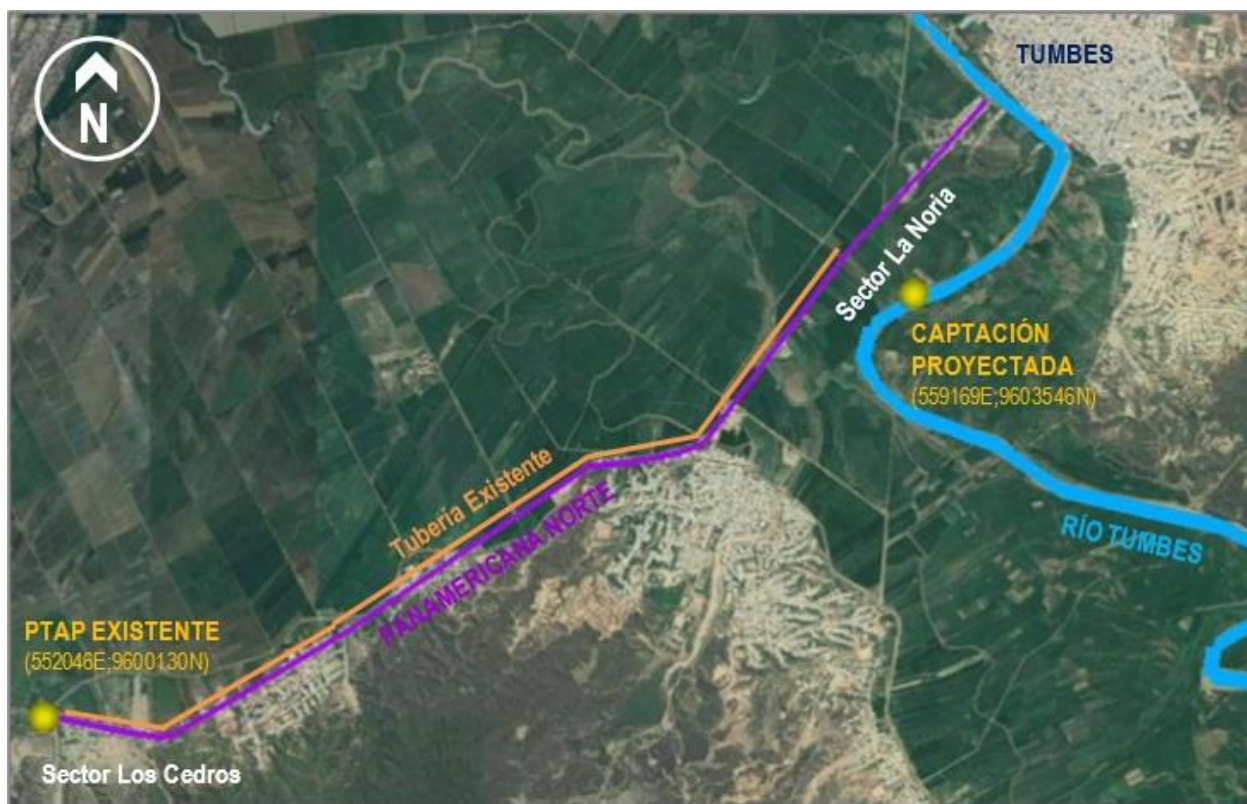 N
TUMBES
Sector La Noria
CAPTACIÓN
PROYECTADA
(559169E;9603546N)
Tubería Existente
PANAMERICANA NORTE
RÍO TUMBES
PTAP EXISTENTE
(552046E;9600130N)
Sector Los Cedros